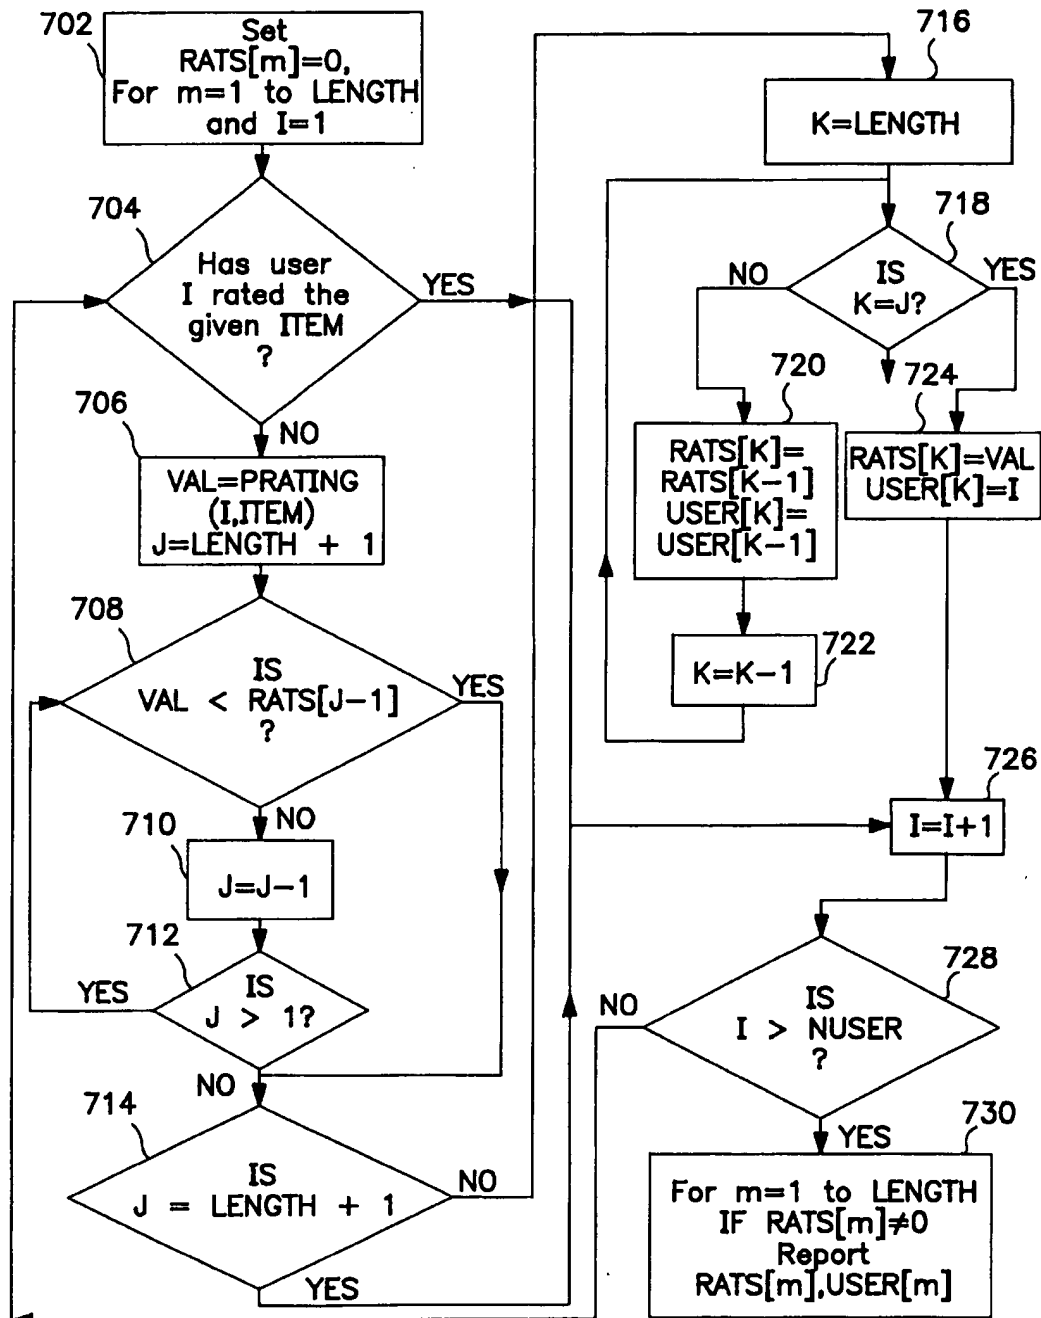 702
Set
RATS[m]=0,
For m=1 to LENGTH
and I=1
704
Has user
I rated the
given ITEM
?
YES
NO
706
VAL=PRATING
(I,ITEM)
J=LENGTH + 1
708
IS
VAL < RATS[J-1]
?
YES
NO
710
J=J-1
712
IS
J > 1?
YES
NO
714
IS
J = LENGTH + 1
NO
YES
716
K=LENGTH
718
IS
K=J?
NO
YES
720
RATS[K]=
RATS[K-1]
USER[K]=
USER[K-1]
722
K=K-1
724
RATS[K]=VAL
USER[K]=I
726
I=I+1
728
IS
I > NUSER
?
NO
YES
730
For m=1 to LENGTH
IF RATS[m]≠0
Report
RATS[m],USER[m]